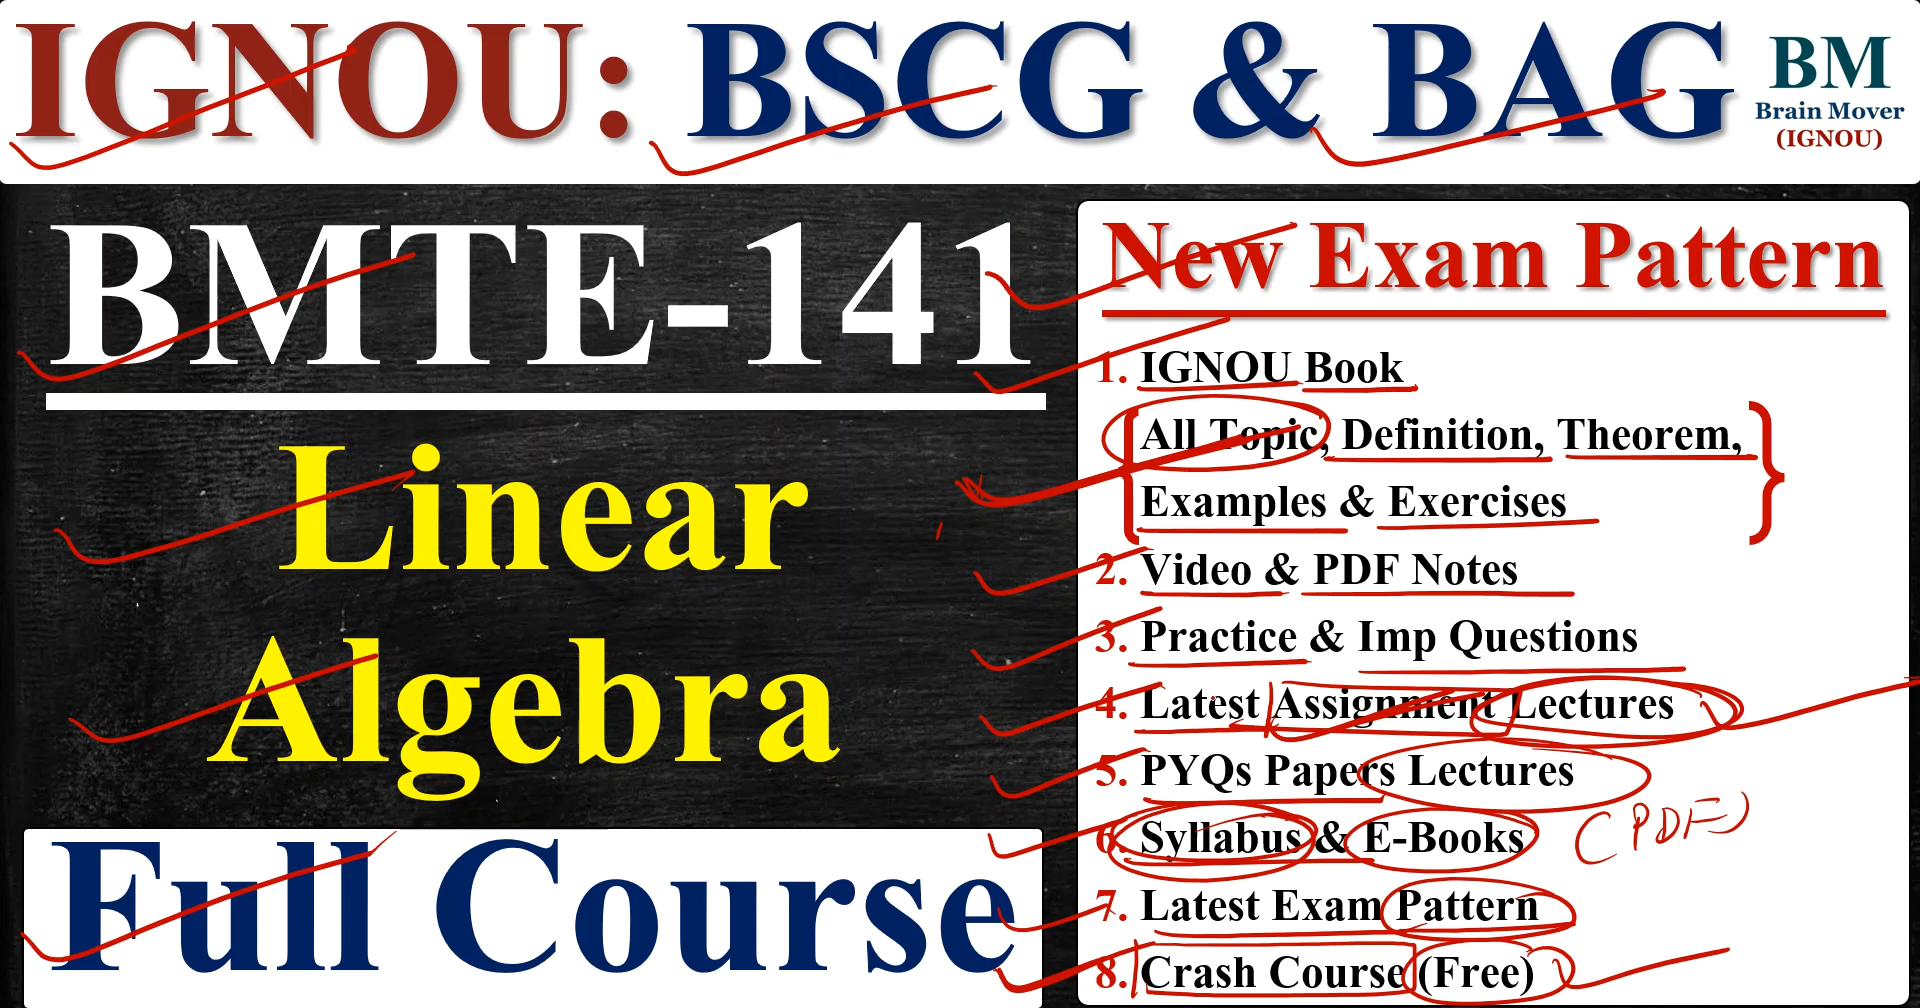 IGNOU: BSCG & BAG
BM
Brain Mover
(IGNOU)
BMTE-141
Linear
Algebra
Full Course
New Exam Pattern
1. IGNOU Book
All Topic, Definition, Theorem,
Examples & Exercises
2. Video & PDF Notes
3. Practice & Imp Questions
4. Latest Assignment Lectures
5. PYQs Papers Lectures
6. Syllabus & E-Books (PDF)
7. Latest Exam Pattern
8. Crash Course (Free)